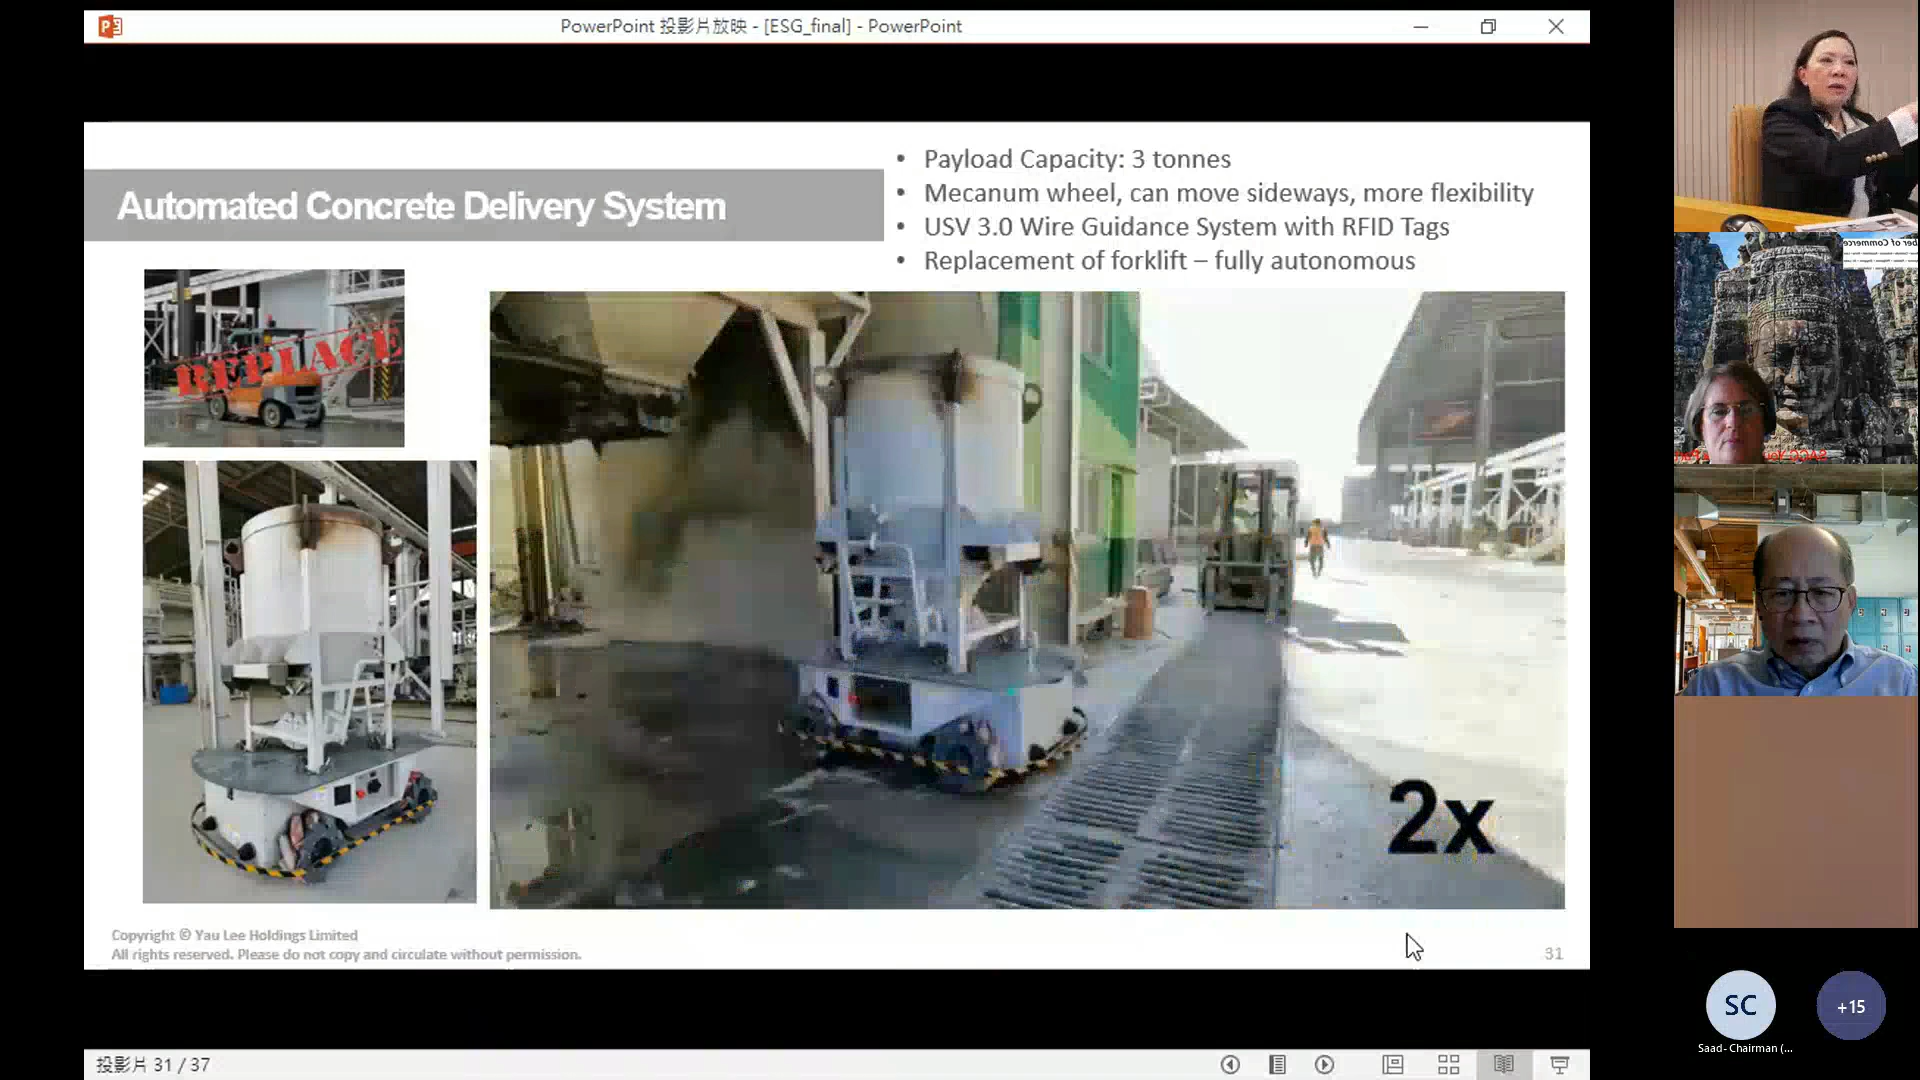 PowerPoint 投影片放映 - [ESG_final] - PowerPoint
Automated Concrete Delivery System
• Payload Capacity: 3 tonnes
• Mecanum wheel, can move sideways, more flexibility
• USV 3.0 Wire Guidance System with RFID Tags
• Replacement of forklift – fully autonomous
REPLACE
2x
Copyright © Yau Lee Holdings Limited
All rights reserved. Please do not copy and circulate without permission.
31
投影片 31 / 37
ber of Commerce
SC
+15
Saad- Chairman (...